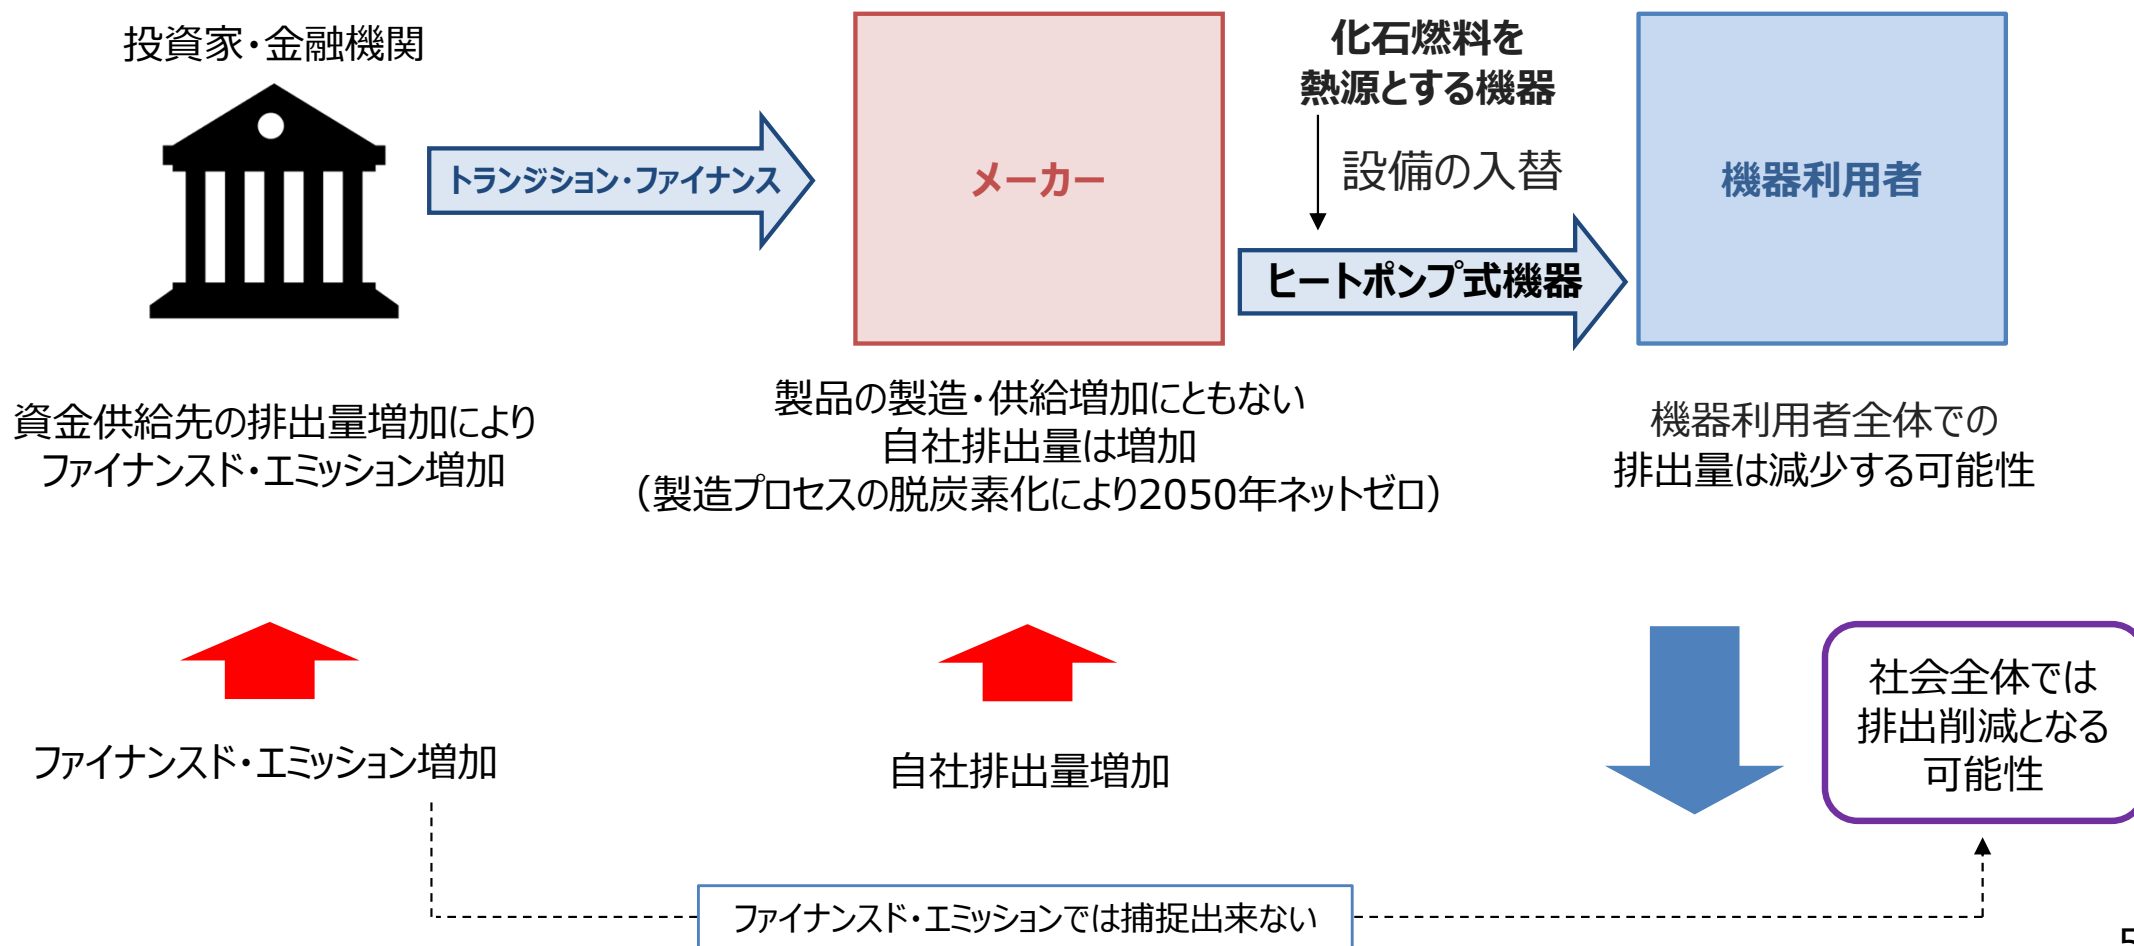 投資家・金融機関
トランジション・ファイナンス
メーカー
化石燃料を
熱源とする機器
設備の入替
ヒートポンプ式機器
機器利用者
資金供給先の排出量増加により
ファイナンスド・エミッション増加
製品の製造・供給増加にともない
自社排出量は増加
（製造プロセスの脱炭素化により2050年ネットゼロ）
機器利用者全体での
排出量は減少する可能性
ファイナンスド・エミッション増加
自社排出量増加
社会全体では
排出削減となる
可能性
ファイナンスド・エミッションでは捕捉出来ない